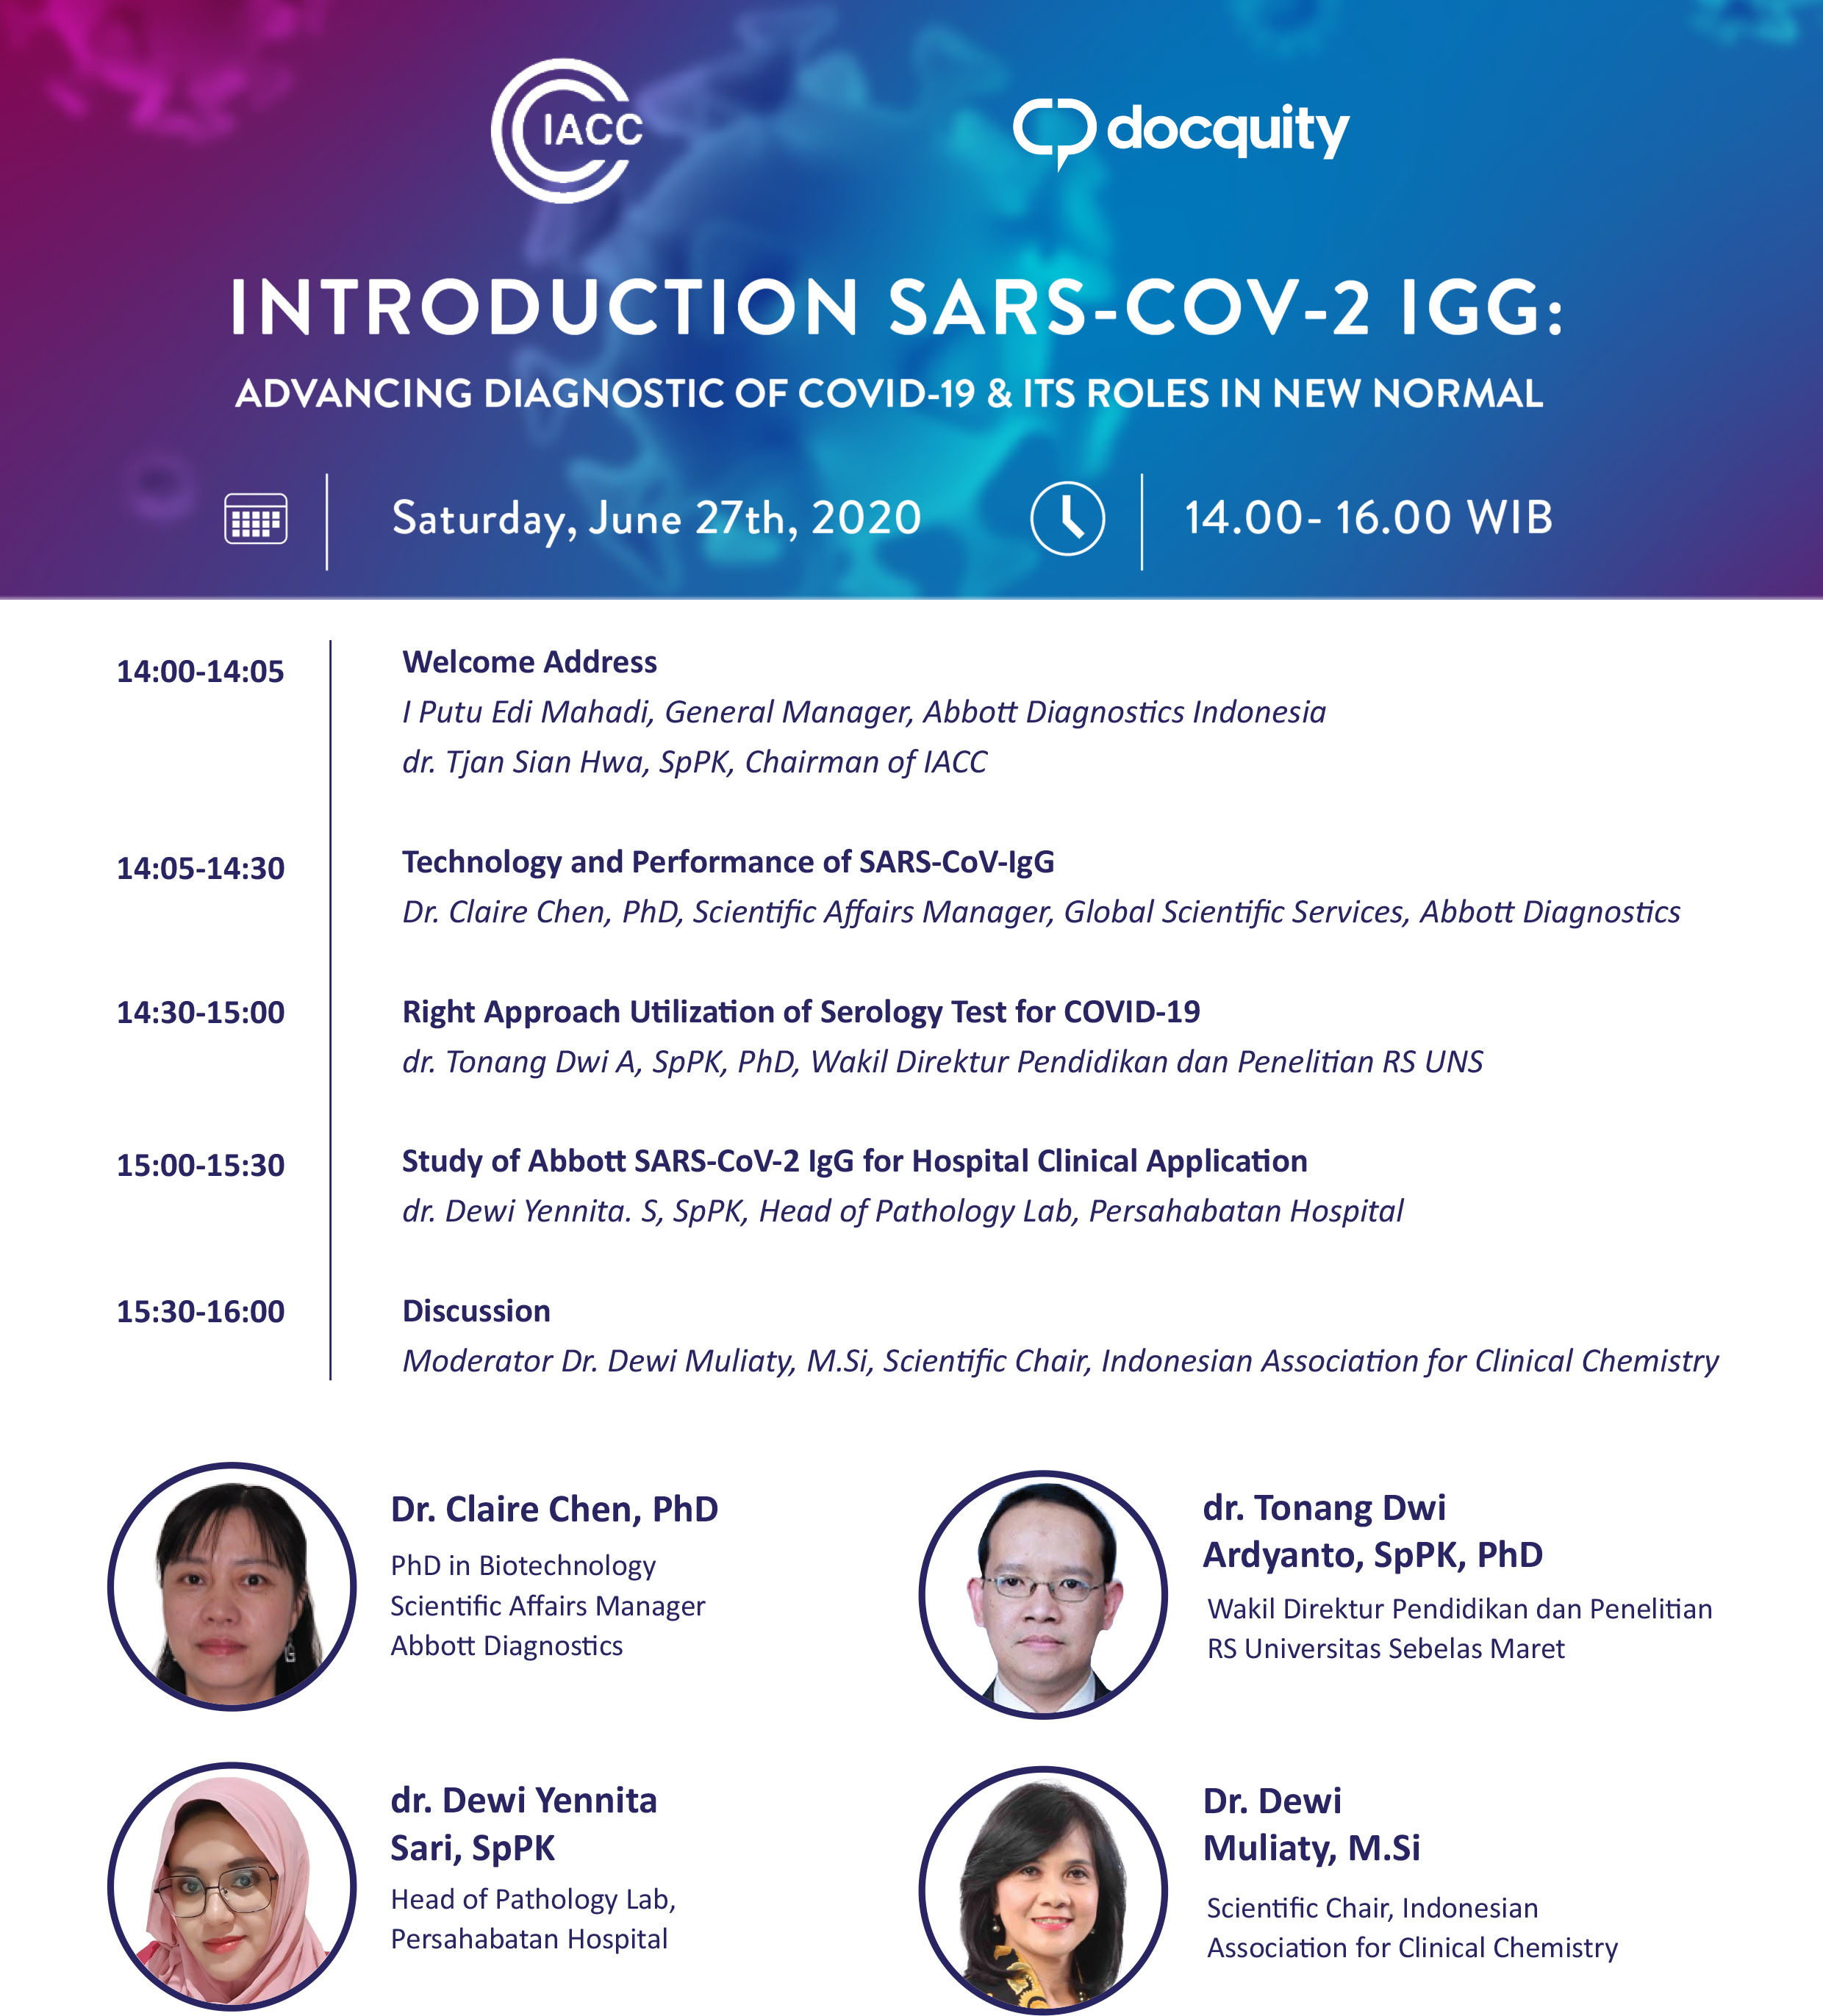 IACC
docquity
INTRODUCTION SARS-COV-2 IGG:
ADVANCING DIAGNOSTIC OF COVID-19 & ITS ROLES IN NEW NORMAL
Saturday, June 27th, 2020
14.00- 16.00 WIB
14:00-14:05
Welcome Address
I Putu Edi Mahadi, General Manager, Abbott Diagnostics Indonesia
dr. Tjan Sian Hwa, SpPK, Chairman of IACC
14:05-14:30
Technology and Performance of SARS-CoV-IgG
Dr. Claire Chen, PhD, Scientific Affairs Manager, Global Scientific Services, Abbott Diagnostics
14:30-15:00
Right Approach Utilization of Serology Test for COVID-19
dr. Tonang Dwi A, SpPK, PhD, Wakil Direktur Pendidikan dan Penelitian RS UNS
15:00-15:30
Study of Abbott SARS-CoV-2 IgG for Hospital Clinical Application
dr. Dewi Yennita. S, SpPK, Head of Pathology Lab, Persahabatan Hospital
15:30-16:00
Discussion
Moderator Dr. Dewi Muliaty, M.Si, Scientific Chair, Indonesian Association for Clinical Chemistry
Dr. Claire Chen, PhD
PhD in Biotechnology
Scientific Affairs Manager
Abbott Diagnostics
dr. Tonang Dwi
Ardyanto, SpPK, PhD
Wakil Direktur Pendidikan dan Penelitian
RS Universitas Sebelas Maret
dr. Dewi Yennita
Sari, SpPK
Head of Pathology Lab,
Persahabatan Hospital
Dr. Dewi
Muliaty, M.Si
Scientific Chair, Indonesian
Association for Clinical Chemistry